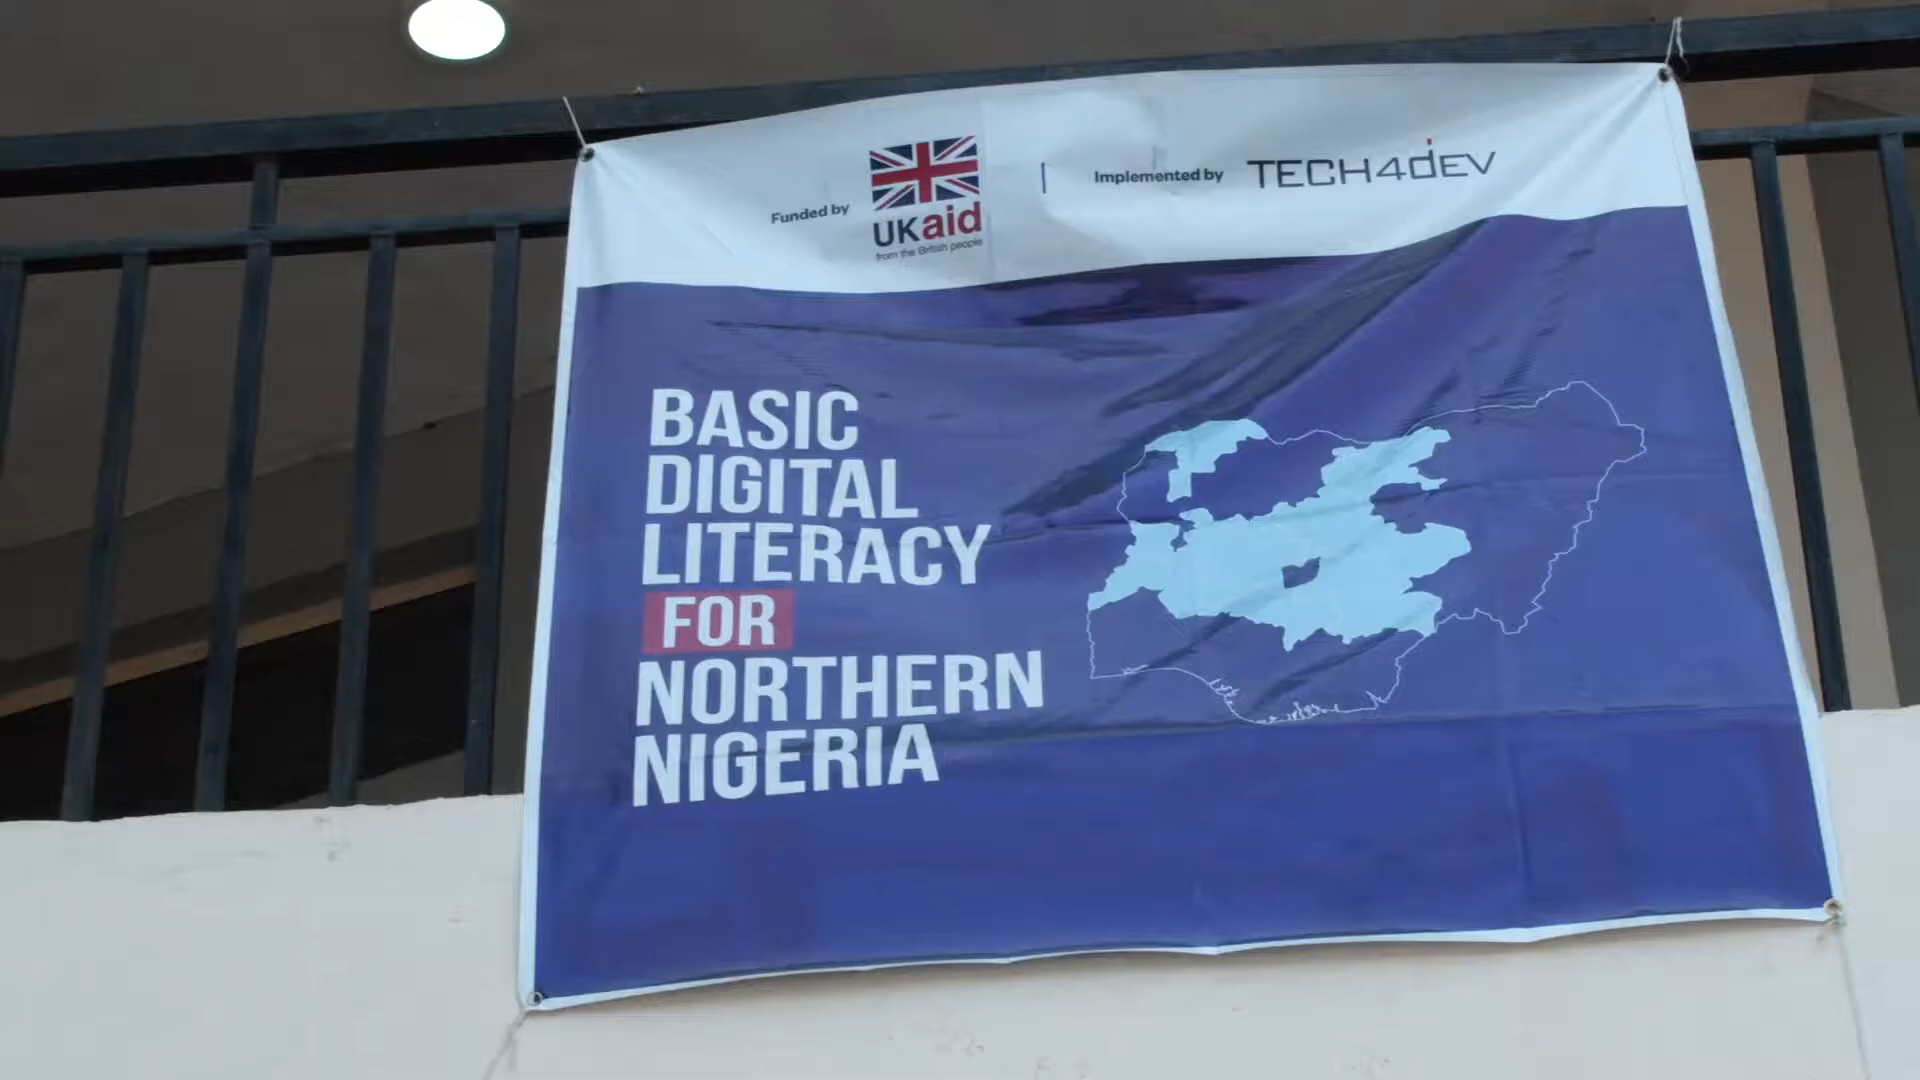 Funded by
UKaid
from the British people
| Implemented by TECH4dEV
BASIC
DIGITAL
LITERACY
FOR
NORTHERN
NIGERIA